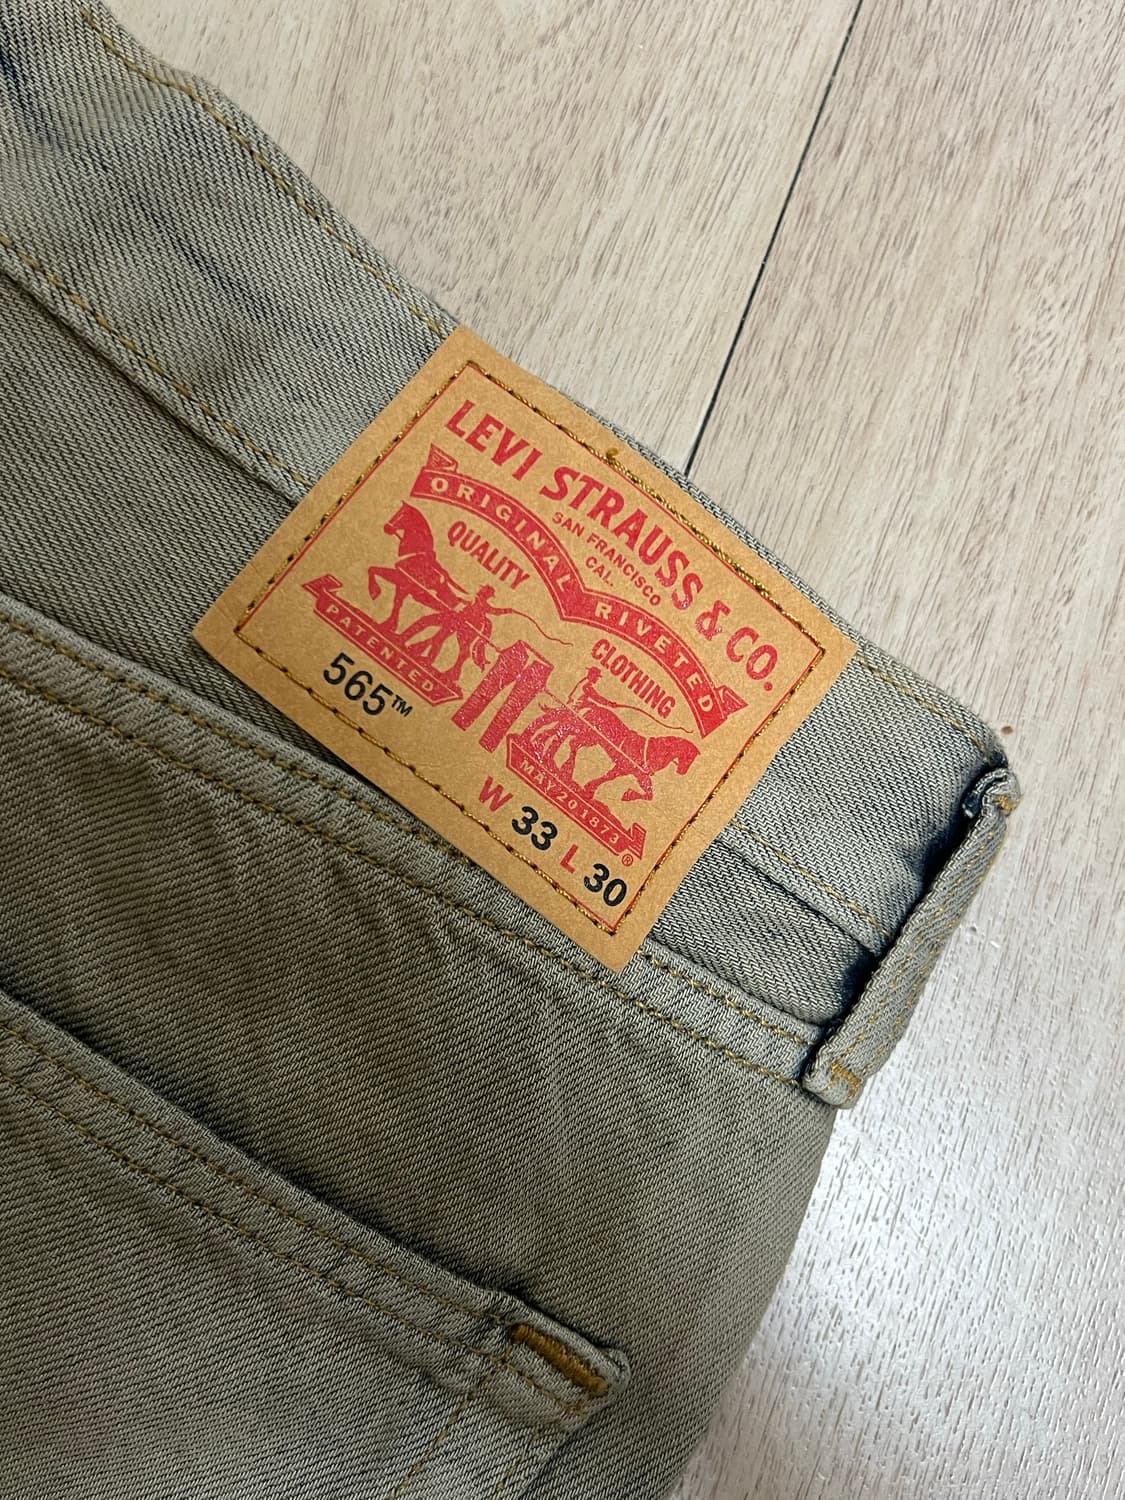 LEVI STRAUSS & CO.
SAN FRANCISCO
CAL.
ORIGINAL RIVETED
QUALITY
CLOTHING
PATENTED
MAY 20 1873 ®
565™
W 33 L 30